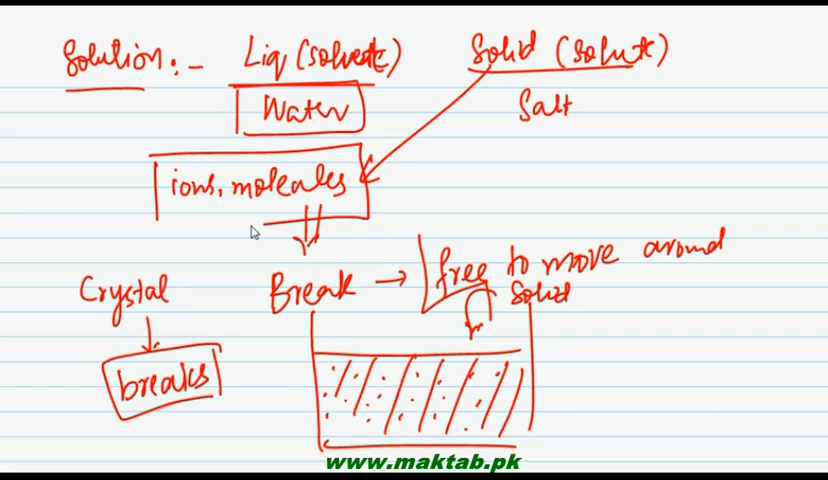 Solution :- Liq (solvent) Solid (solute)
Water
Salt
ions, molecules
Crystal Break → free to move around
Solid
breaks
www.maktab.pk